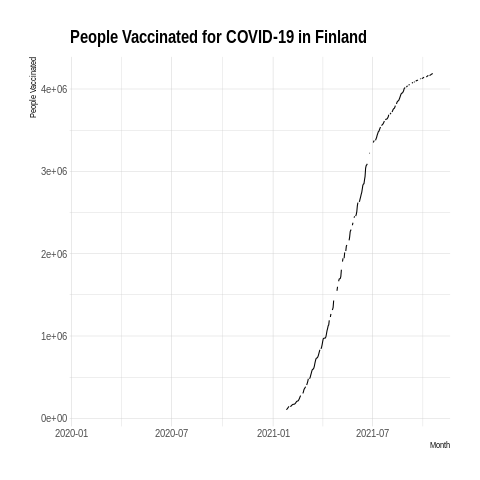 People Vaccinated for COVID-19 in Finland
People Vaccinated
4e+06
3e+06
2e+06
1e+06
0e+00
2020-01 2020-07 2021-01 2021-07
Month